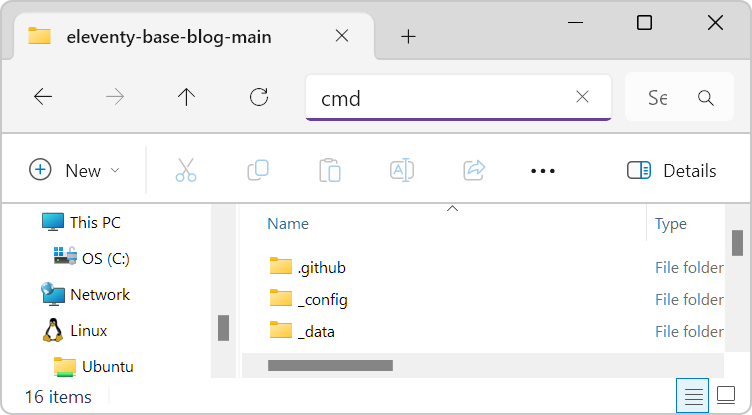 eleventy-base-blog-main
cmd
Se
New
Details
This PC
OS (C:)
Network
Linux
Ubuntu
Name
Type
.github
File folder
_config
File folder
_data
File folder
16 items